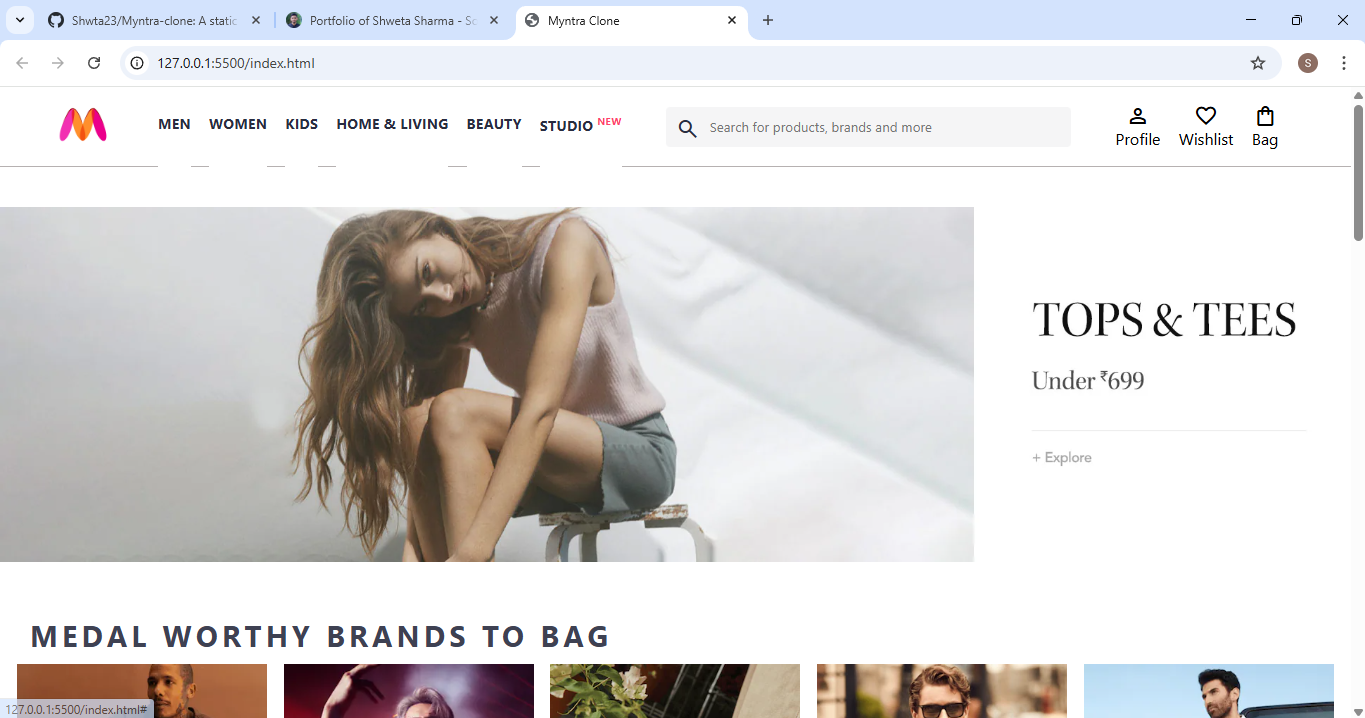 Shwta23/Myntra-clone: A static
Portfolio of Shweta Sharma - So
Myntra Clone
127.0.0.1:5500/index.html
S
MEN WOMEN KIDS HOME & LIVING BEAUTY STUDIO NEW
Search for products, brands and more
Profile Wishlist Bag
TOPS & TEES
Under ₹699
+ Explore
MEDAL WORTHY BRANDS TO BAG
127.0.0.1:5500/index.html#